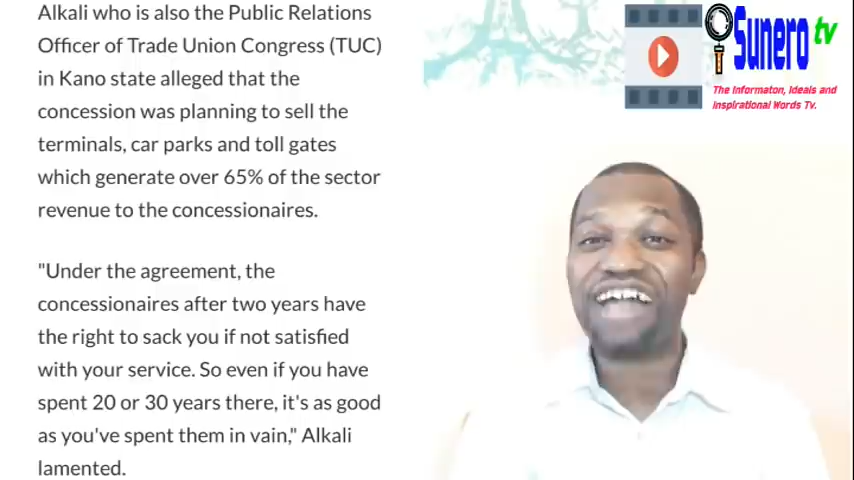 Alkali who is also the Public Relations
Officer of Trade Union Congress (TUC)
in Kano state alleged that the
concession was planning to sell the
terminals, car parks and toll gates
which generate over 65% of the sector
revenue to the concessionaires.
"Under the agreement, the
concessionaires after two years have
the right to sack you if not satisfied
with your service. So even if you have
spent 20 or 30 years there, it's as good
as you've spent them in vain," Alkali
lamented.
Sunero tv
The Informaton, Ideals and
Inspirational Words Tv.